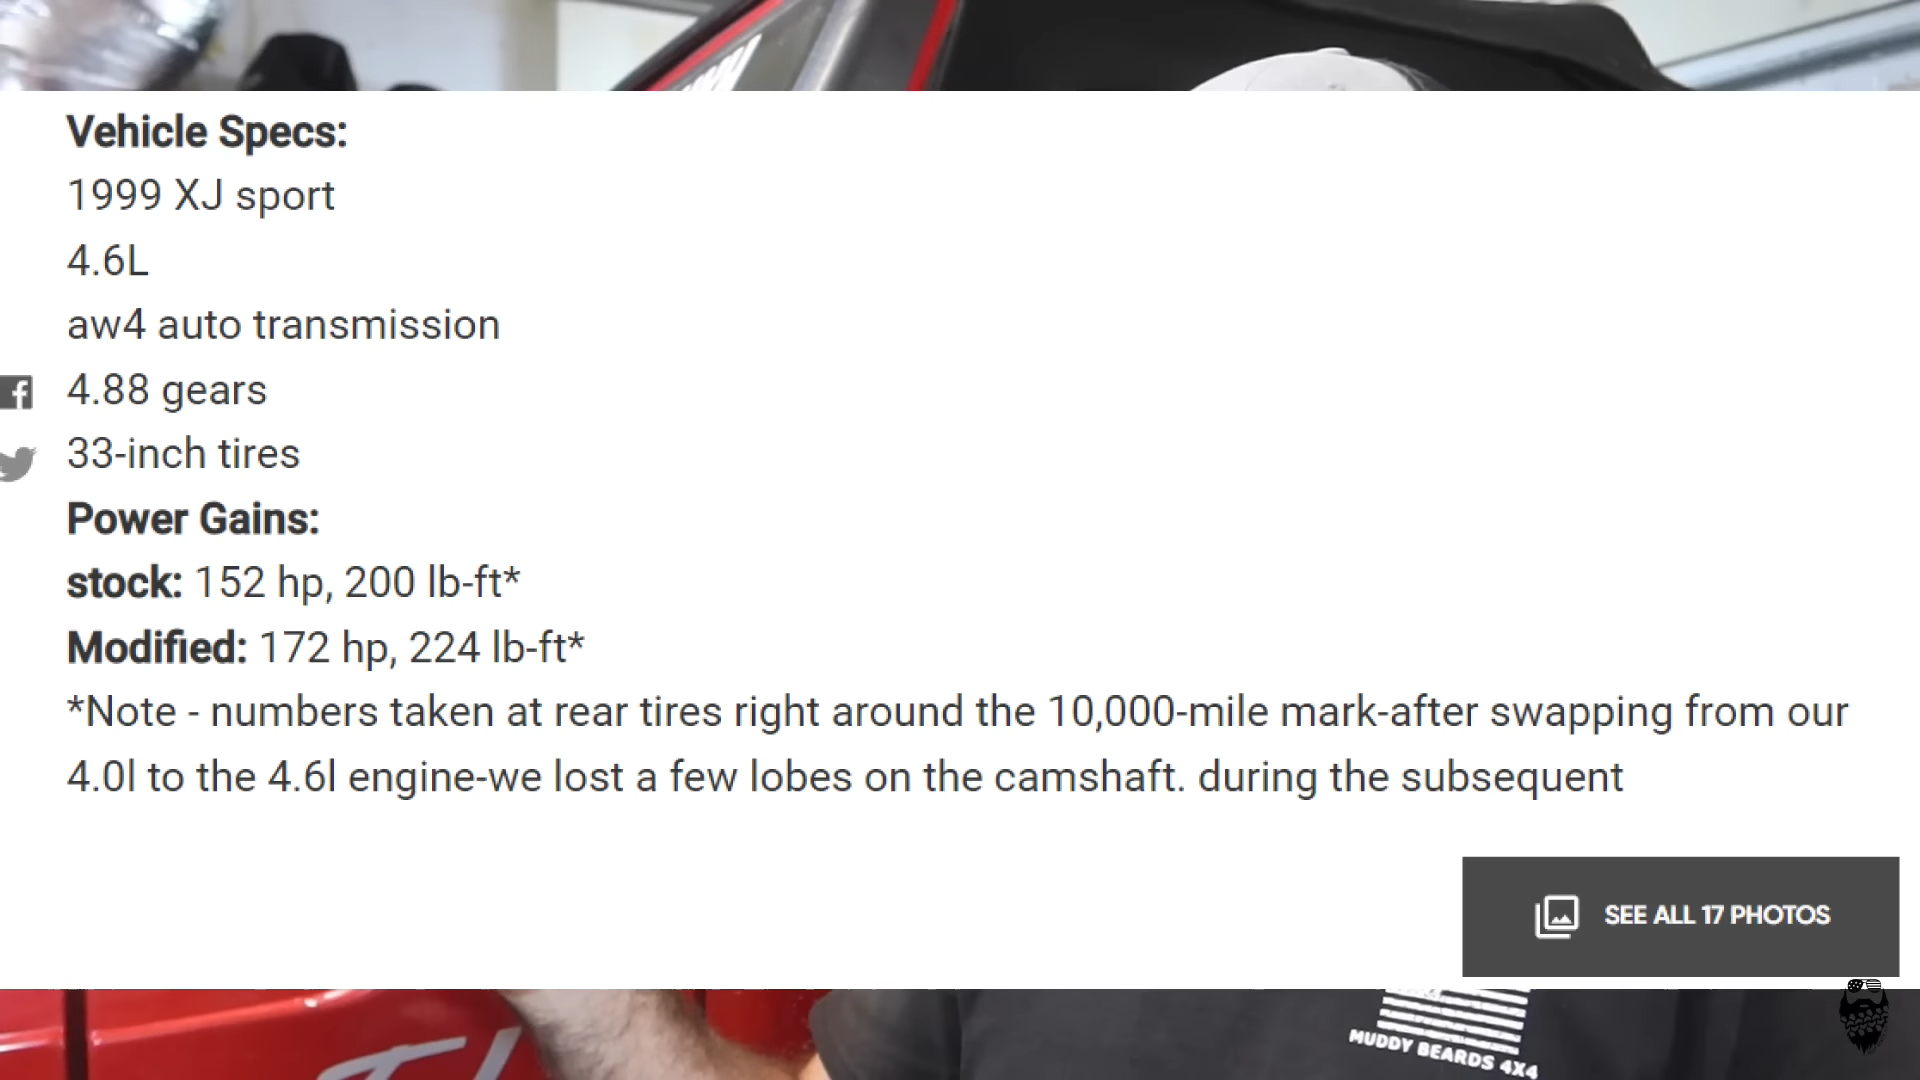 Vehicle Specs:
1999 XJ sport
4.6L
aw4 auto transmission
4.88 gears
33-inch tires
Power Gains:
stock: 152 hp, 200 lb-ft*
Modified: 172 hp, 224 lb-ft*
*Note - numbers taken at rear tires right around the 10,000-mile mark-after swapping from our
4.0l to the 4.6l engine-we lost a few lobes on the camshaft. during the subsequent
SEE ALL 17 PHOTOS
MUDDY BEARDS 4X4